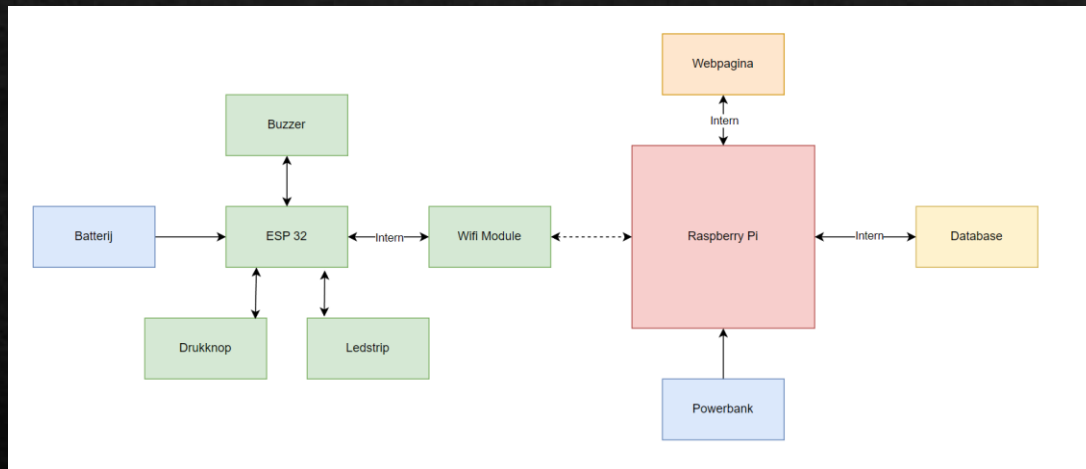 Webpagina
Intern
Buzzer
Batterij
ESP 32
Intern
Wifi Module
Raspberry Pi
Intern
Database
Drukknop
Ledstrip
Powerbank